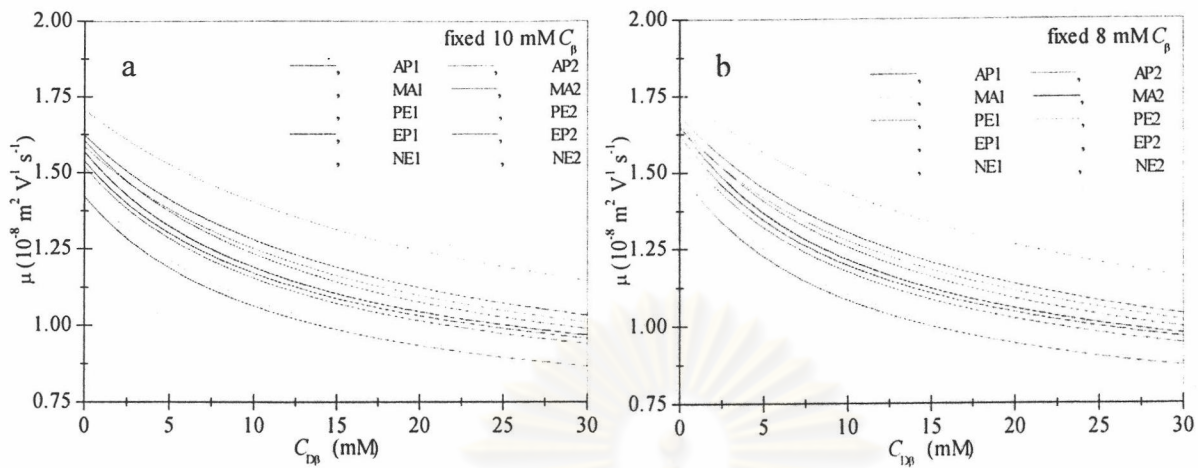 2.00
1.75
1.50
1.25
1.00
0.75
μ (10⁻⁸ m² V¹ s⁻¹)
a
fixed 10 mM Cᵦ
, AP1 , AP2
, MA1 , MA2
, PE1 , PE2
, EP1 , EP2
, NE1 , NE2
0 5 10 15 20 25 30
C_Dβ (mM)
2.00
1.75
1.50
1.25
1.00
0.75
μ (10⁻⁸ m² V¹ s⁻¹)
b
fixed 8 mM Cᵦ
, AP1 , AP2
, MA1 , MA2
, PE1 , PE2
, EP1 , EP2
, NE1 , NE2
0 5 10 15 20 25 30
C_Dβ (mM)